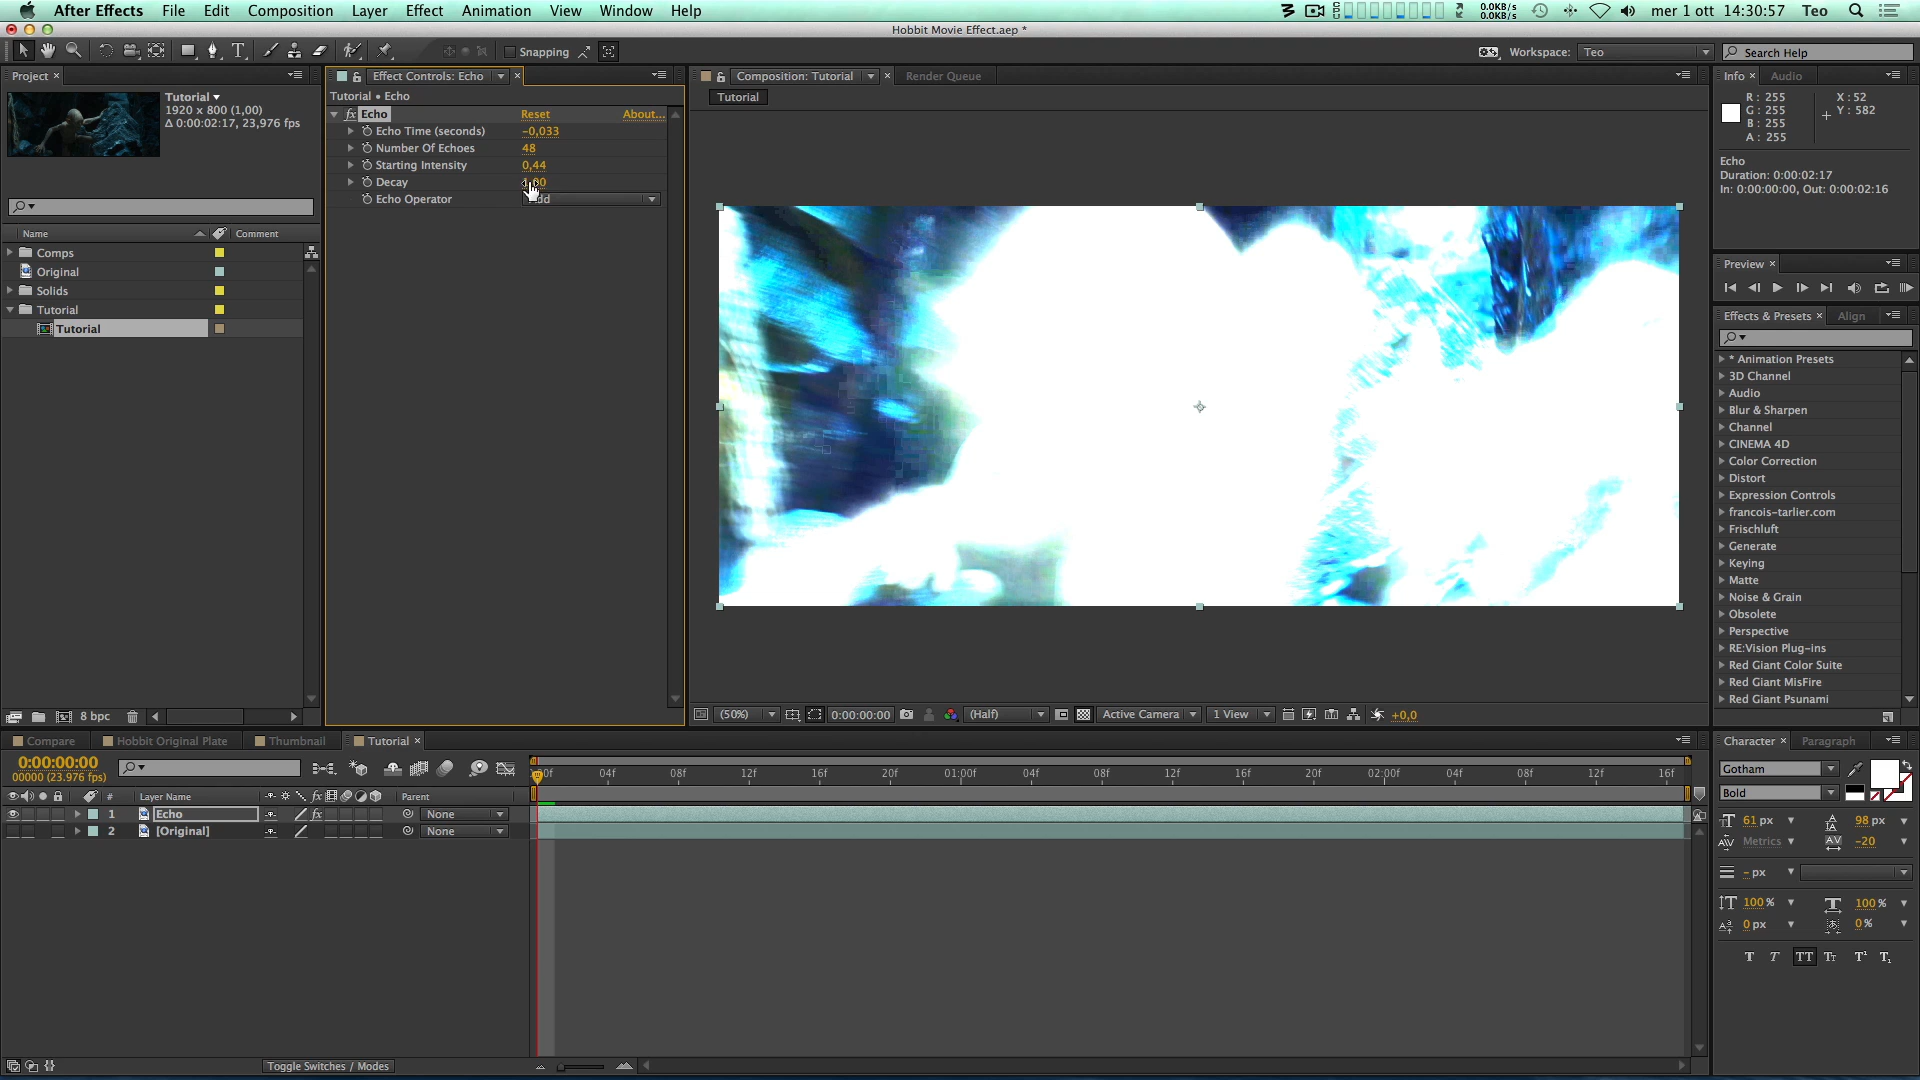 After Effects File Edit Composition Layer Effect Animation View Window Help
0.0KB/s
0.0KB/s
mer 1 ott 14:30:57 Teo
Hobbit Movie Effect.aep *
Snapping
Workspace: Teo
Search Help
Project
Tutorial
1920 x 800 (1,00)
Δ 0:00:02:17, 23,976 fps
Name Comment
Comps
Original
Solids
Tutorial
Tutorial
8 bpc
Effect Controls: Echo
Tutorial • Echo
fx Echo Reset About...
Echo Time (seconds) -0,033
Number Of Echoes 48
Starting Intensity 0,44
Decay
Echo Operator
Composition: Tutorial Render Queue
Tutorial
(50%) 0:00:00:00 (Half) Active Camera 1 View +0,0
Info Audio
R: 255
G: 255
B: 255
A: 255
X: 52
Y: 582
Echo
Duration: 0:00:02:17
In: 0:00:00:00, Out: 0:00:02:16
Preview
Effects & Presets Align
* Animation Presets
3D Channel
Audio
Blur & Sharpen
Channel
CINEMA 4D
Color Correction
Distort
Expression Controls
francois-tarlier.com
Frischluft
Generate
Keying
Matte
Noise & Grain
Obsolete
Perspective
RE:Vision Plug-ins
Red Giant Color Suite
Red Giant MisFire
Red Giant Psunami
Compare Hobbit Original Plate Thumbnail Tutorial
0:00:00:00
00000 (23.976 fps)
04f 08f 12f 16f 20f 01:00f 04f 08f 12f 16f 20f 02:00f 04f 08f 12f 16f
# Layer Name fx Parent
1 Echo fx None
2 [Original] None
Toggle Switches / Modes
Character Paragraph
Gotham
Bold
61 px 98 px
Metrics -20
- px
100 % 100 %
0 px 0 %
T T TT Tt T¹ T₁